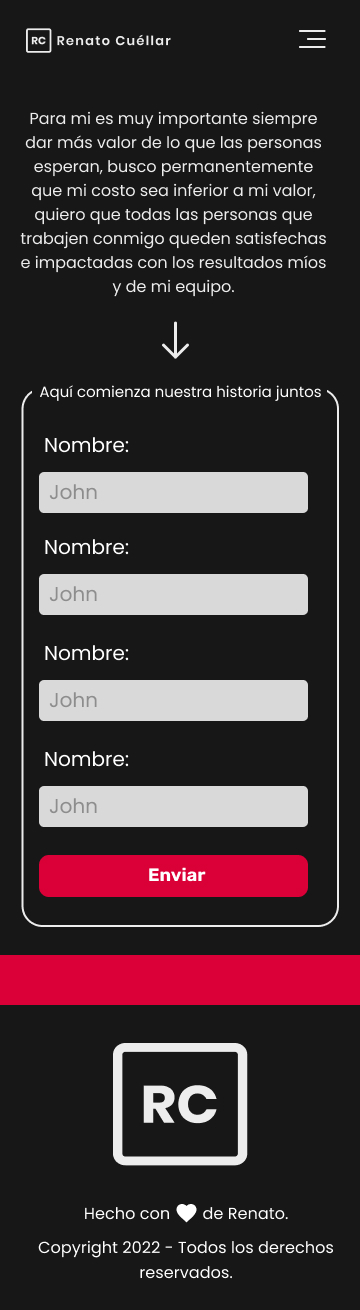 RC Renato Cuéllar
Para mi es muy importante siempre
dar más valor de lo que las personas
esperan, busco permanentemente
que mi costo sea inferior a mi valor,
quiero que todas las personas que
trabajen conmigo queden satisfechas
e impactadas con los resultados míos
y de mi equipo.
Aquí comienza nuestra historia juntos
Nombre:
John
Nombre:
John
Nombre:
John
Nombre:
John
Enviar
RC
Hecho con de Renato.
Copyright 2022 - Todos los derechos
reservados.